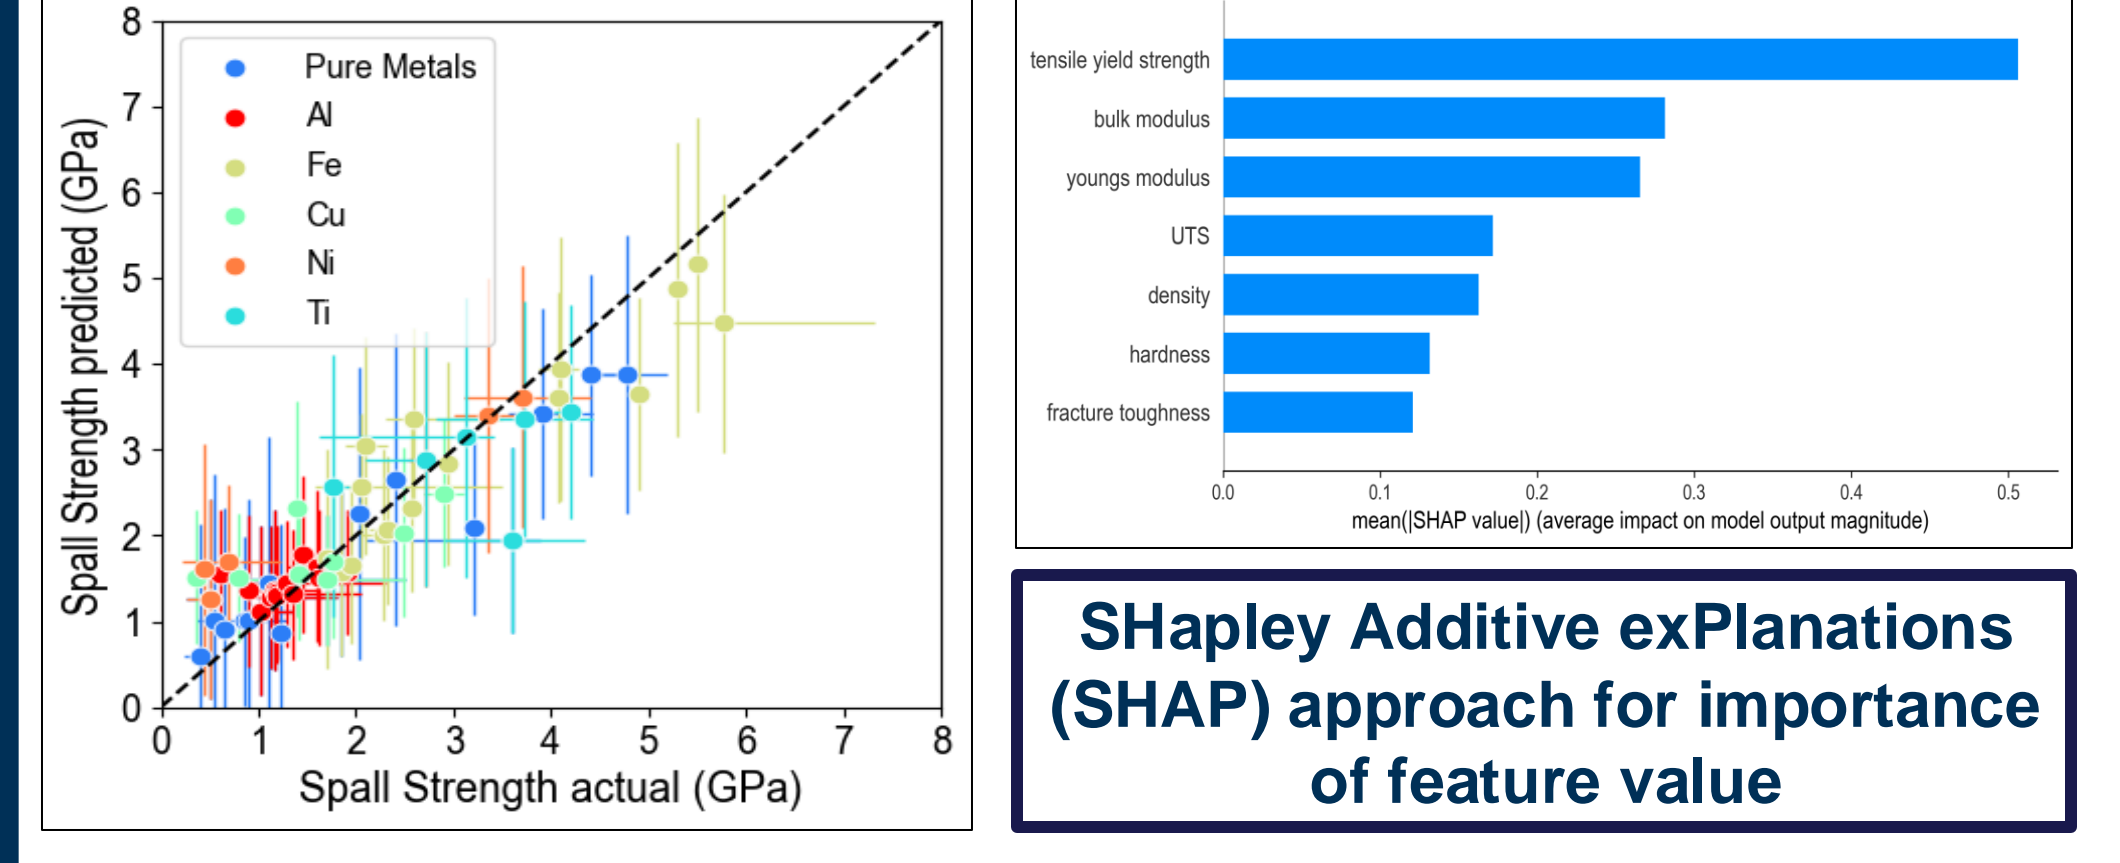 8
7
6
5
4
3
2
1
0
Spall Strength predicted (GPa)
Pure Metals
Al
Fe
Cu
Ni
Ti
0 1 2 3 4 5 6 7 8
Spall Strength actual (GPa)
tensile yield strength
bulk modulus
youngs modulus
UTS
density
hardness
fracture toughness
0.0 0.1 0.2 0.3 0.4 0.5
mean(|SHAP value|) (average impact on model output magnitude)
SHapley Additive exPlanations
(SHAP) approach for importance
of feature value